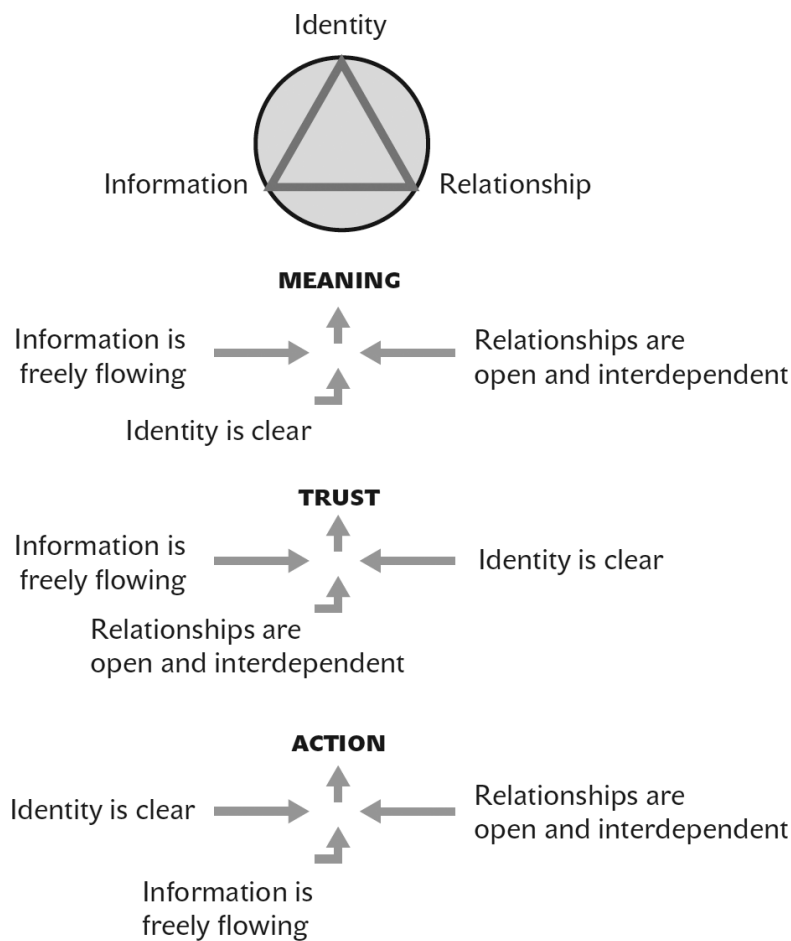 Identity
Information
Relationship
MEANING
Information is
freely flowing
Relationships are
open and interdependent
Identity is clear
TRUST
Information is
freely flowing
Identity is clear
Relationships are
open and interdependent
ACTION
Identity is clear
Relationships are
open and interdependent
Information is
freely flowing